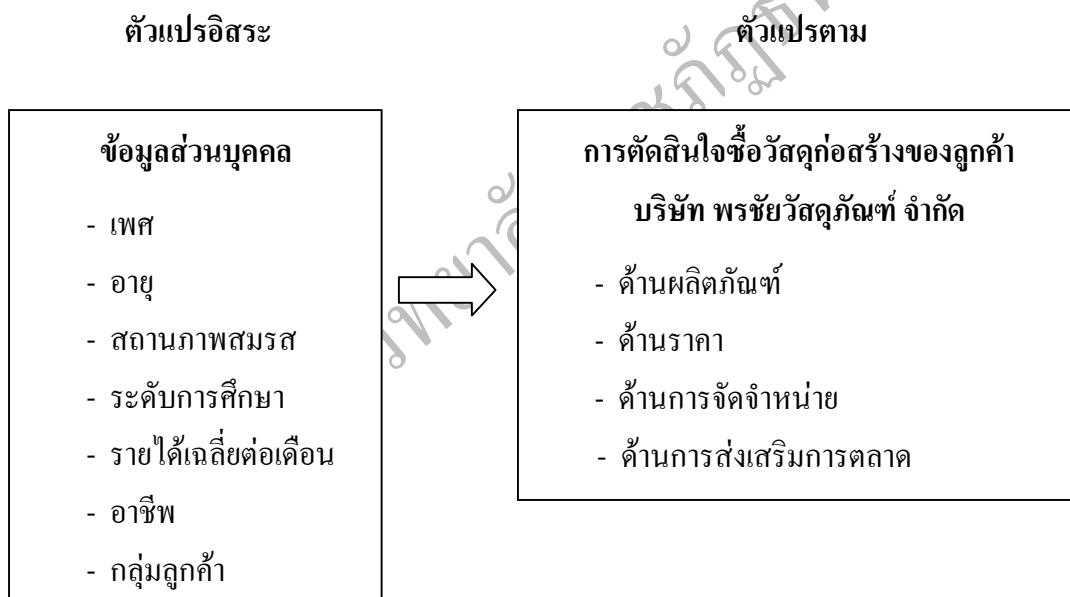 ตัวแปรอิสระ
ตัวแปรตาม
ข้อมูลส่วนบุคคล
- เพศ
- อายุ
- สถานภาพสมรส
- ระดับการศึกษา
- รายได้เฉลี่ยต่อเดือน
- อาชีพ
- กลุ่มลูกค้า
การตัดสินใจซื้อวัสดุก่อสร้างของลูกค้า
บริษัท พรชัยวัสดุภัณฑ์ จำกัด
- ด้านผลิตภัณฑ์
- ด้านราคา
- ด้านการจัดจำหน่าย
- ด้านการส่งเสริมการตลาด